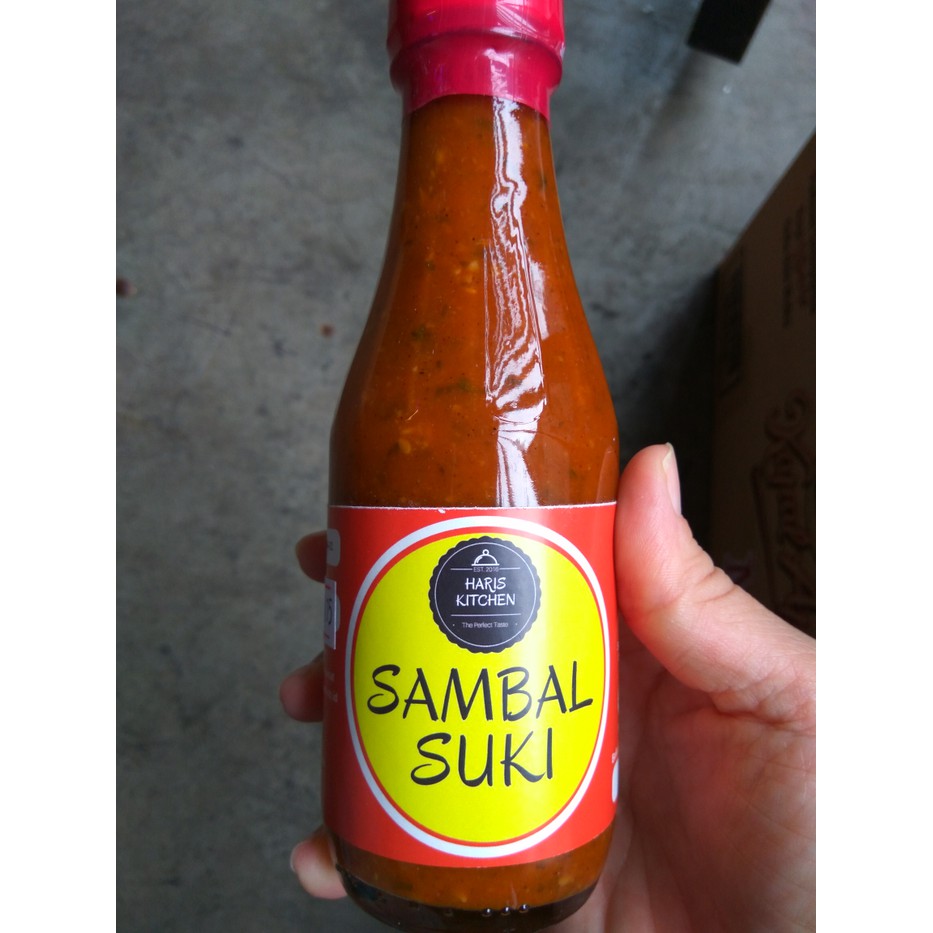 EST. 2016
HARIS
KITCHEN
The Perfect Taste
SAMBAL
SUKI